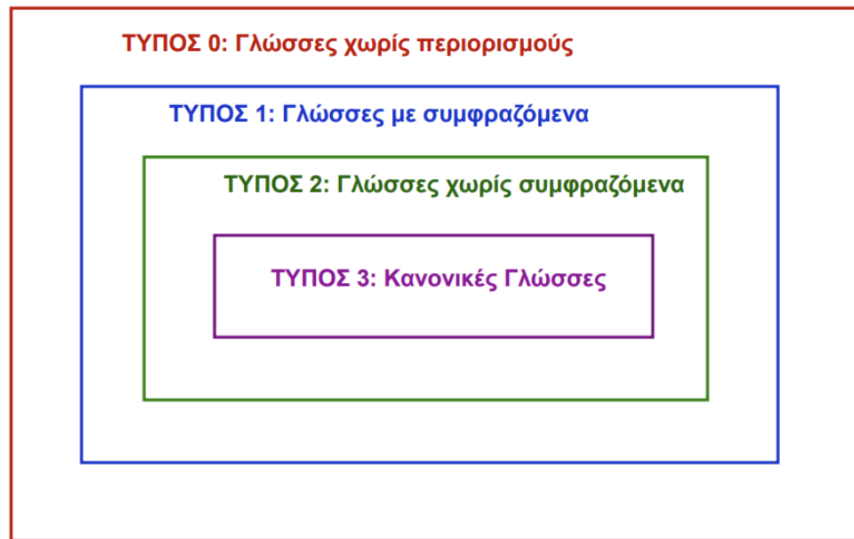 ΤΥΠΟΣ 0: Γλώσσες χωρίς περιορισμούς
ΤΥΠΟΣ 1: Γλώσσες με συμφραζόμενα
ΤΥΠΟΣ 2: Γλώσσες χωρίς συμφραζόμενα
ΤΥΠΟΣ 3: Κανονικές Γλώσσες